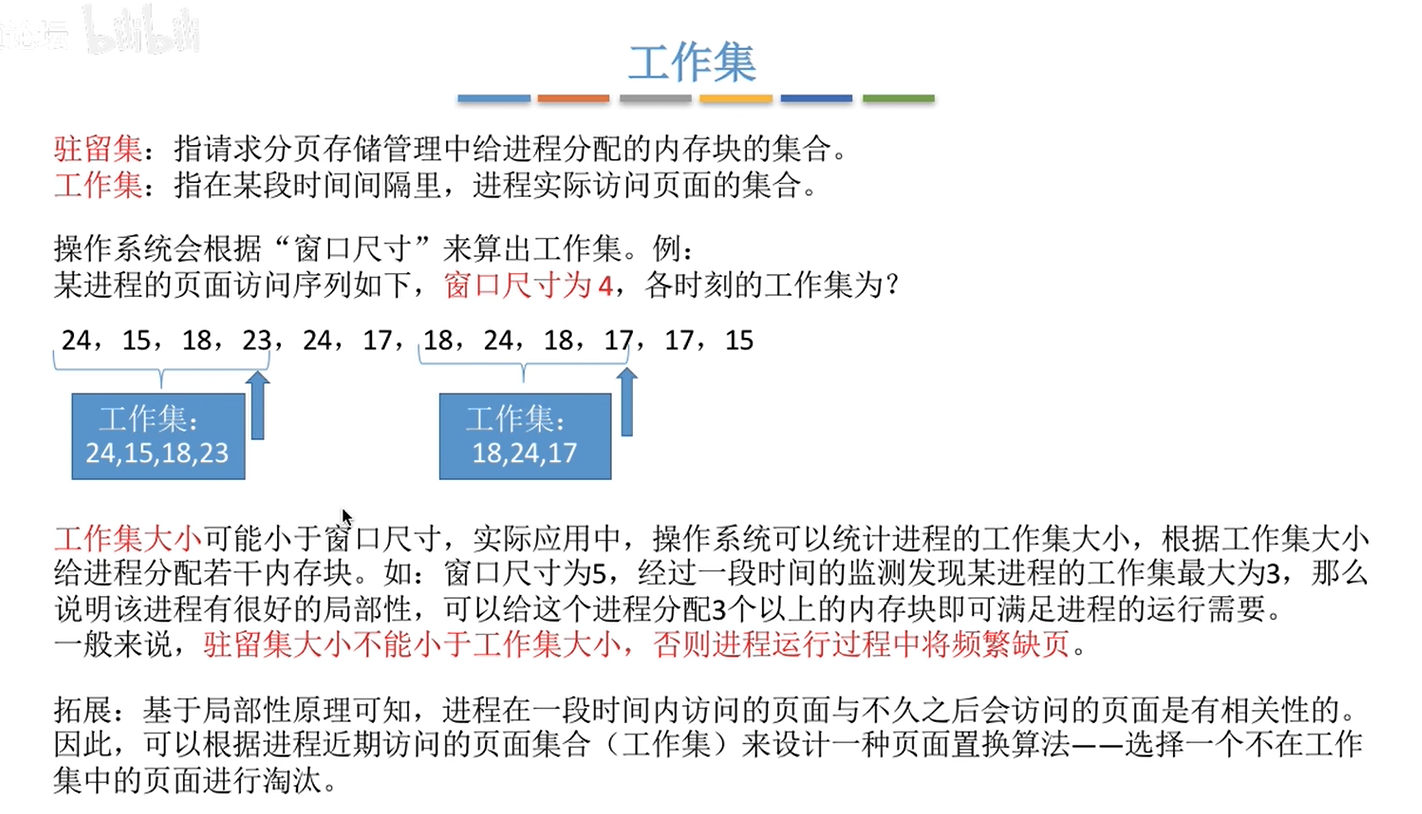 论坛 bilibili
工作集
驻留集：指请求分页存储管理中给进程分配的内存块的集合。
工作集：指在某段时间间隔里，进程实际访问页面的集合。
操作系统会根据“窗口尺寸”来算出工作集。例：
某进程的页面访问序列如下，窗口尺寸为 4，各时刻的工作集为？
24，15，18，23，24，17，18，24，18，17，17，15
工作集：
24,15,18,23
工作集：
18,24,17
工作集大小可能小于窗口尺寸，实际应用中，操作系统可以统计进程的工作集大小，根据工作集大小
给进程分配若干内存块。如：窗口尺寸为5，经过一段时间的监测发现某进程的工作集最大为3，那么
说明该进程有很好的局部性，可以给这个进程分配3个以上的内存块即可满足进程的运行需要。
一般来说，驻留集大小不能小于工作集大小，否则进程运行过程中将频繁缺页。
拓展：基于局部性原理可知，进程在一段时间内访问的页面与不久之后会访问的页面是有相关性的。
因此，可以根据进程近期访问的页面集合（工作集）来设计一种页面置换算法——选择一个不在工作
集中的页面进行淘汰。